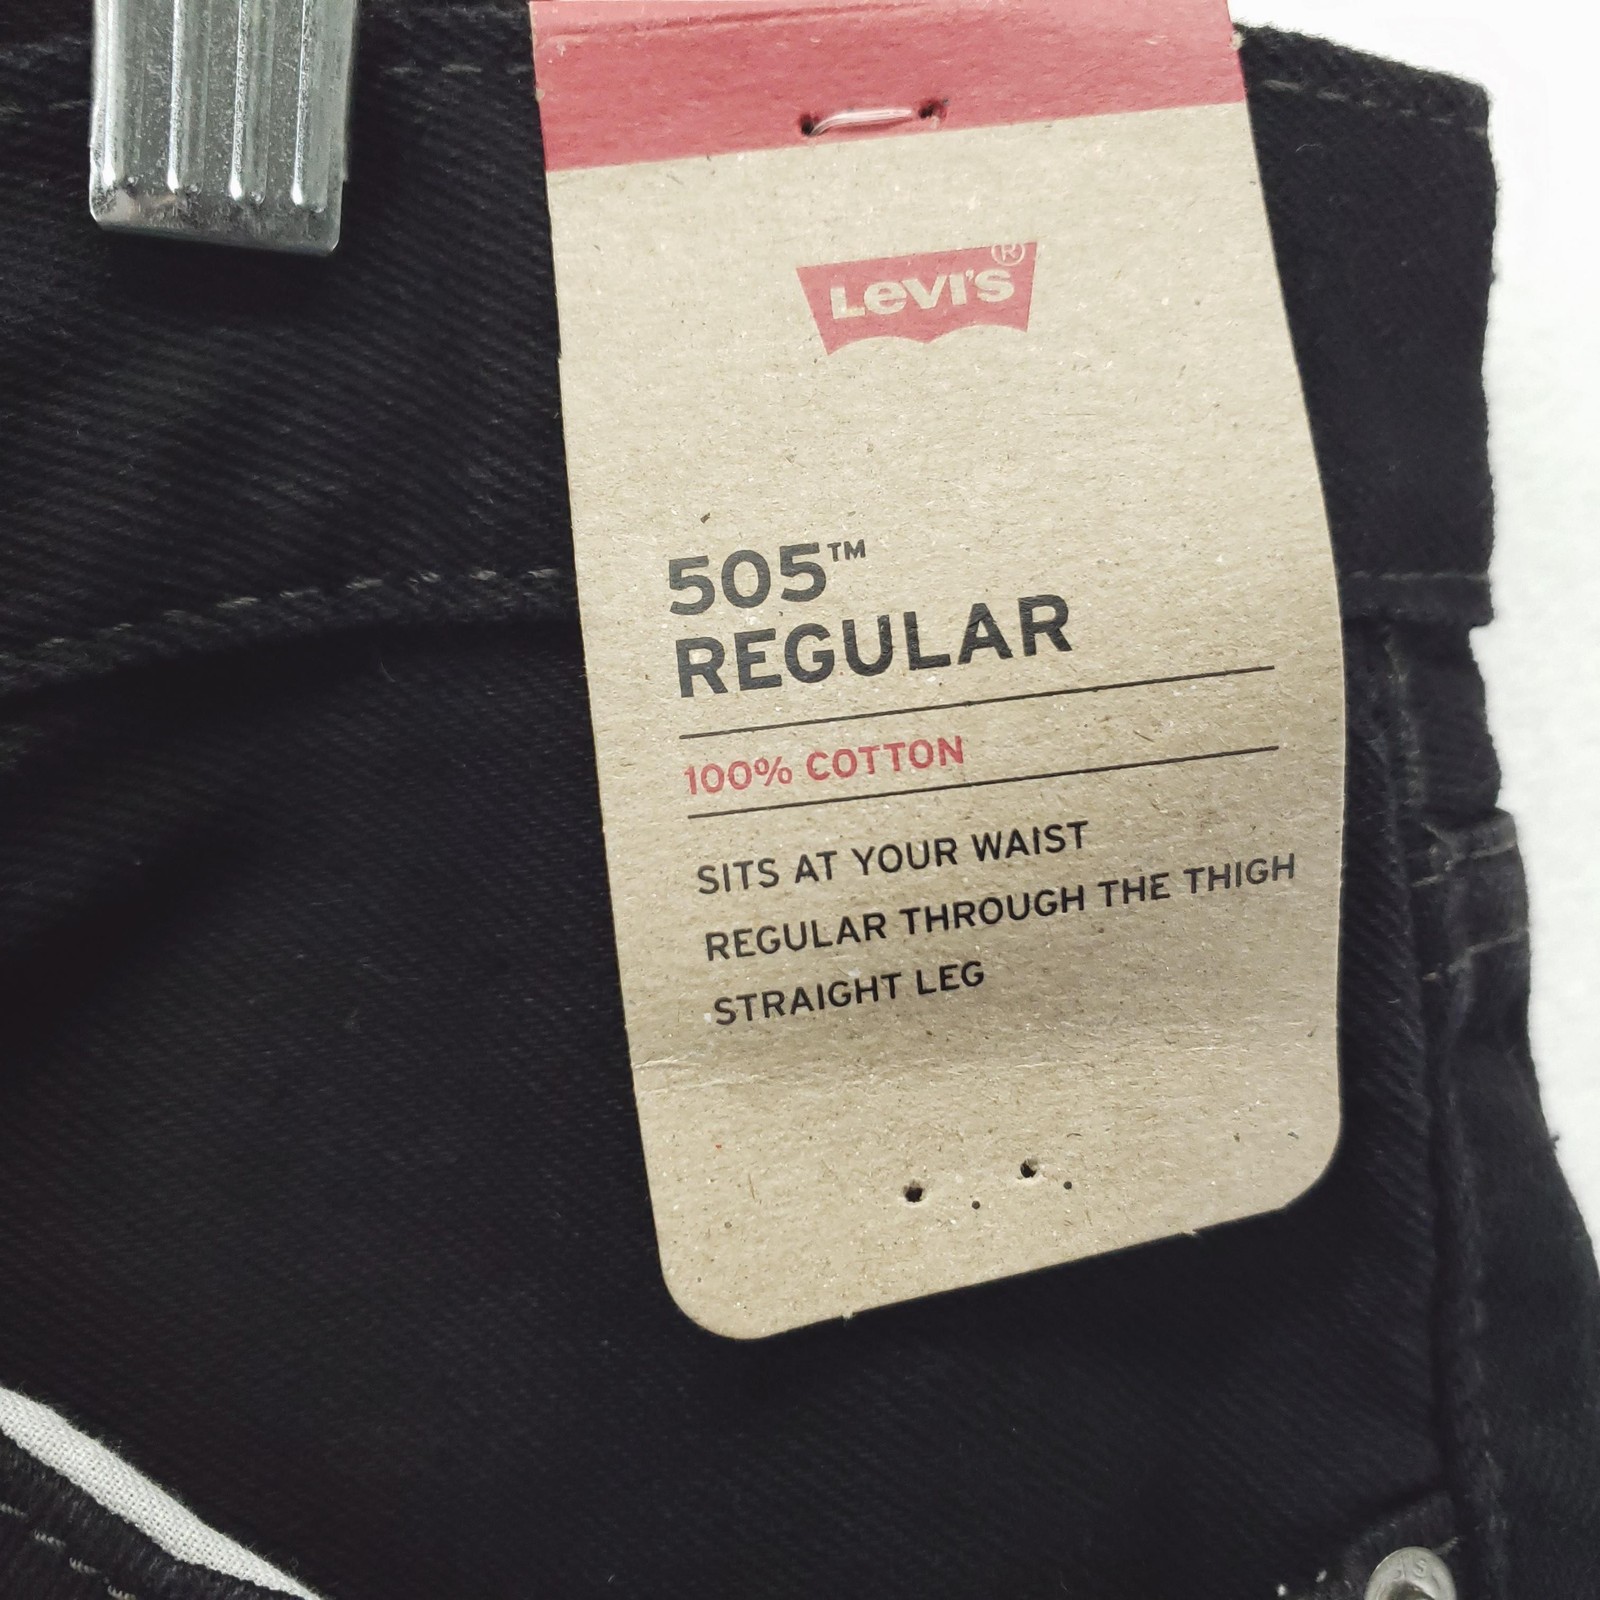 LEVI'S®
505™
REGULAR
100% COTTON
SITS AT YOUR WAIST
REGULAR THROUGH THE THIGH
STRAIGHT LEG